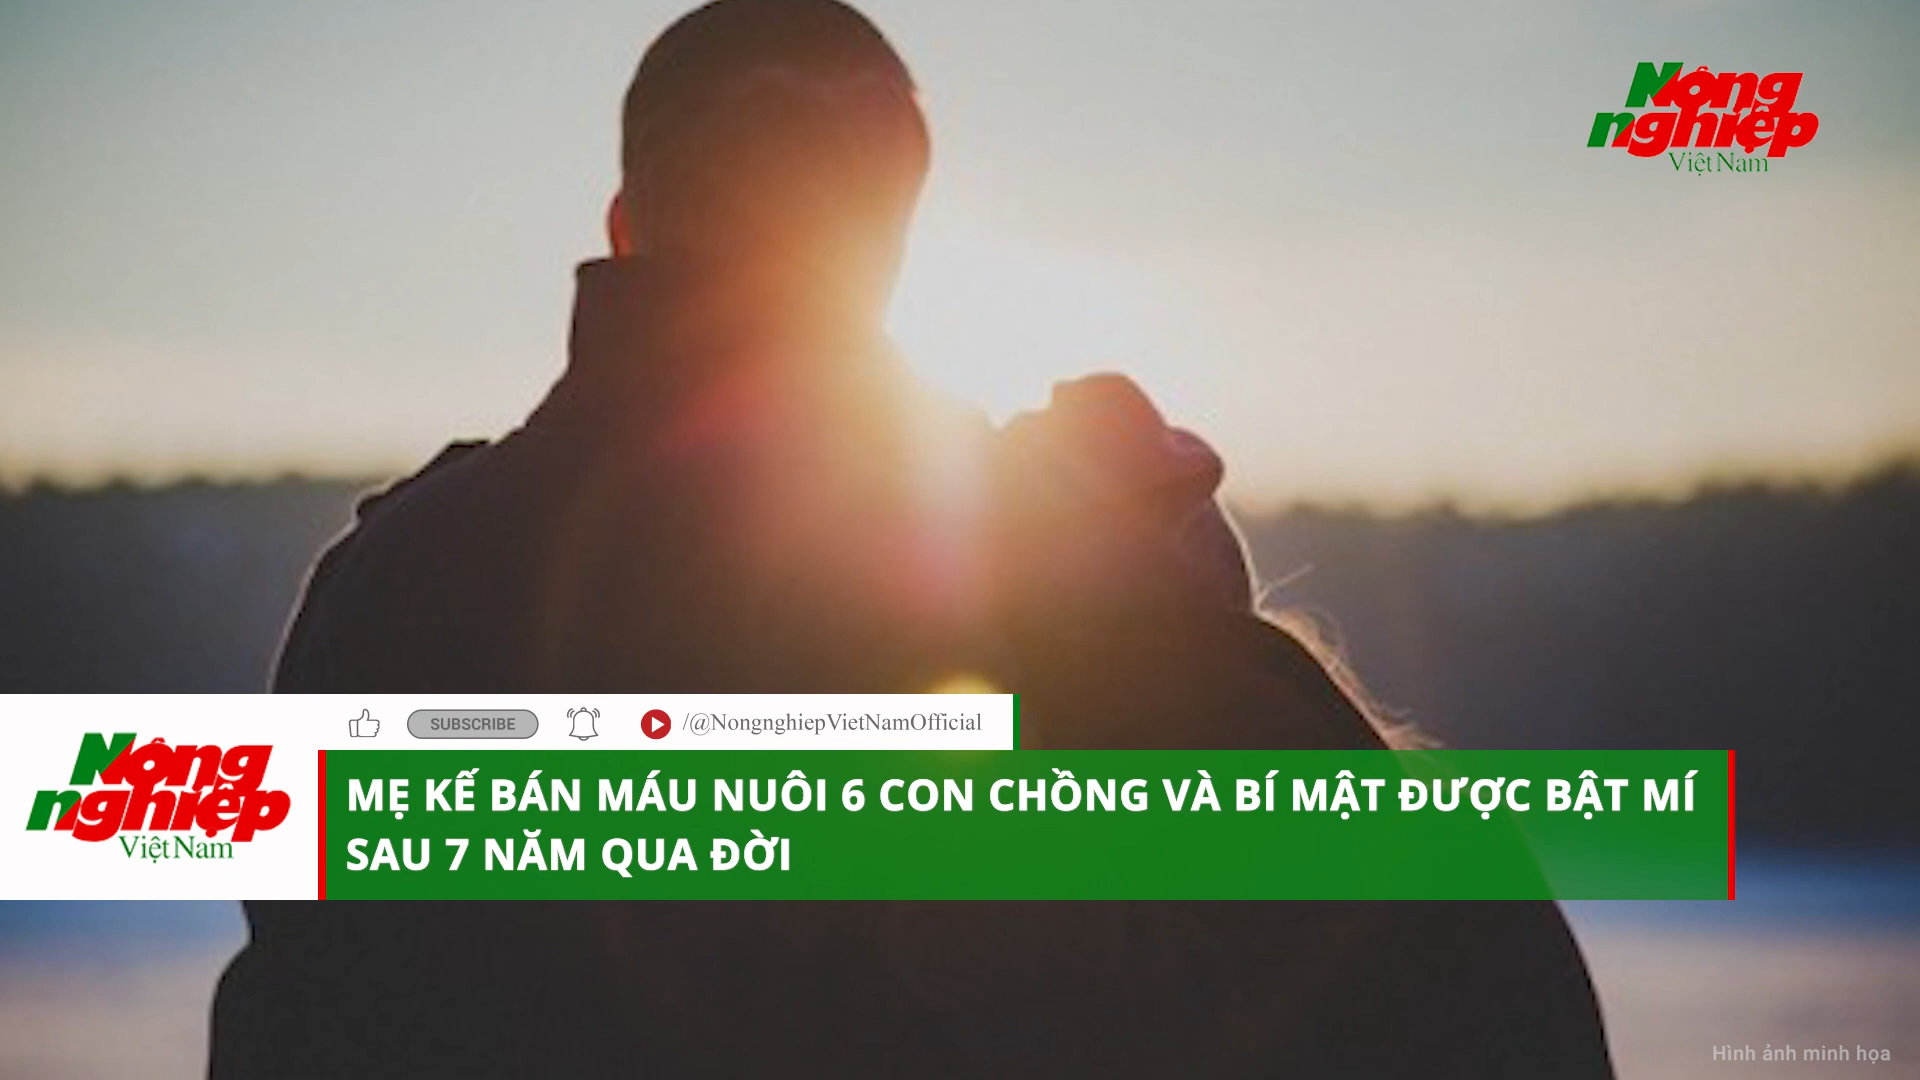 Nông
nghiệp
Việt Nam
SUBSCRIBE
/@NongnghiepVietNamOfficial
Nông
nghiệp
Việt Nam
MẸ KẾ BÁN MÁU NUÔI 6 CON CHỒNG VÀ BÍ MẬT ĐƯỢC BẬT MÍ
SAU 7 NĂM QUA ĐỜI
Hình ảnh minh họa